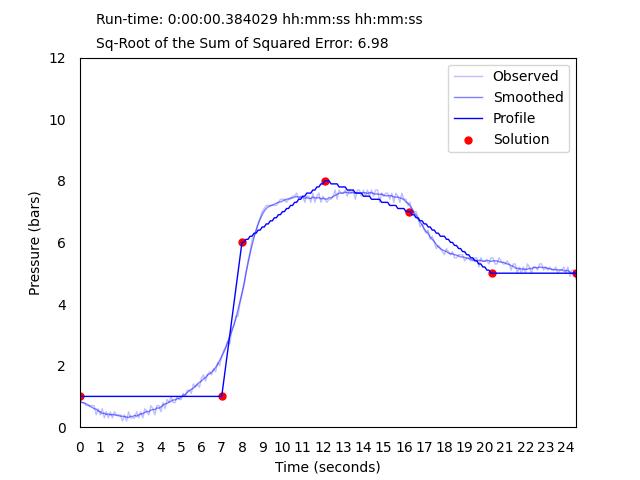 Run-time: 0:00:00.384029 hh:mm:ss hh:mm:ss
Sq-Root of the Sum of Squared Error: 6.98
Observed
Smoothed
Profile
Solution
12
10
8
6
4
2
0
Pressure (bars)
0 1 2 3 4 5 6 7 8 9 10 11 12 13 14 15 16 17 18 19 20 21 22 23 24
Time (seconds)